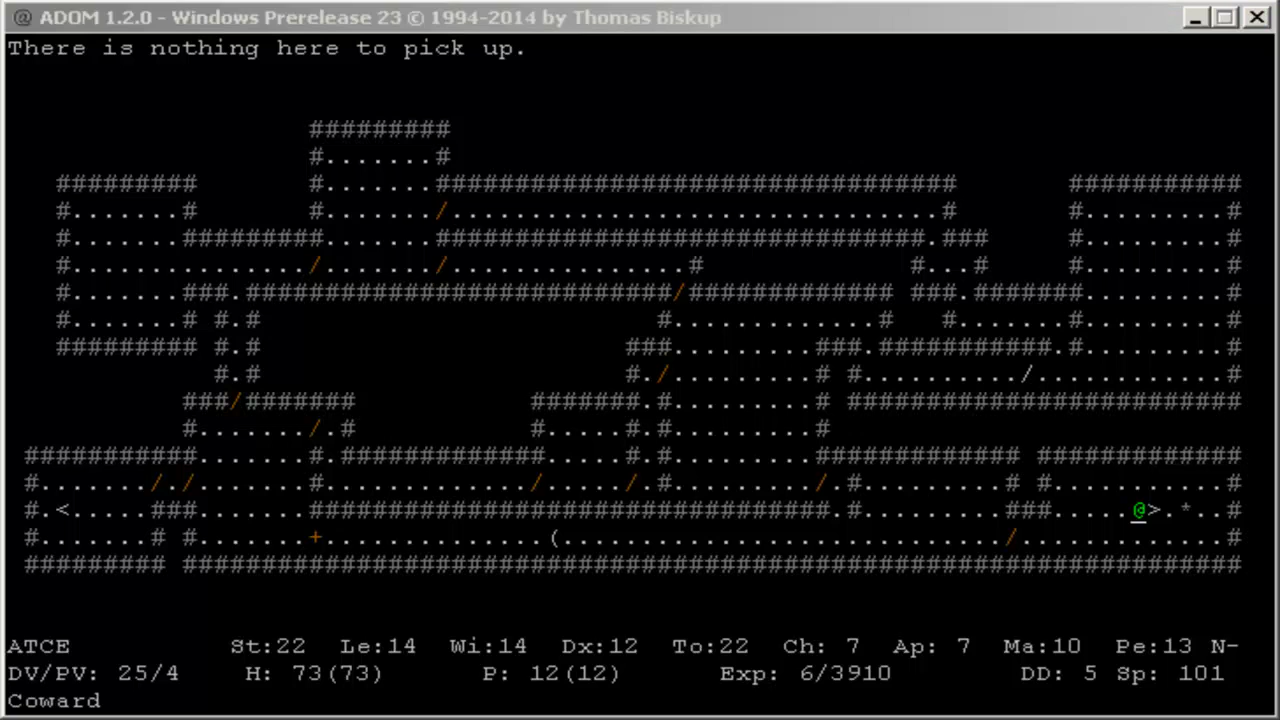 ADOM 1.2.0 - Windows Prerelease 23 © 1994-2014 by Thomas Biskup
There is nothing here to pick up.
                   #########
                   #.......#
   #########       #.......#################################       ###########
   #.......#       #......./...............................#       #.........#
   #.......#########.......###############################.###     #.........#
   #.............../......./...............#             #...#     #.........#
   #.......###.###########################/############# ###.#######.........#
   #.......# #.#                         #.............#   #.......#.........#
   ######### #.#                       ###.........###.###########.#.........#
             #.#                       #./.........# #........../............#
           ###/#######           #######.#.........# #########################
           #......./.#           #.....#.#.........#
 ###########.......#.#############.....#.#.........############# #############
 #......./././.......#............./...../.#........./.#.........# #...........#
 #.<.....###.......#################################.#.........###.....@>.*..#
 #.......# #.......+..............(............................/.............#
 ######### ###################################################################
ATCE St:22 Le:14 Wi:14 Dx:12 To:22 Ch: 7 Ap: 7 Ma:10 Pe:13 N-
DV/PV: 25/4 H: 73(73) P: 12(12) Exp: 6/3910 DD: 5 Sp: 101
Coward